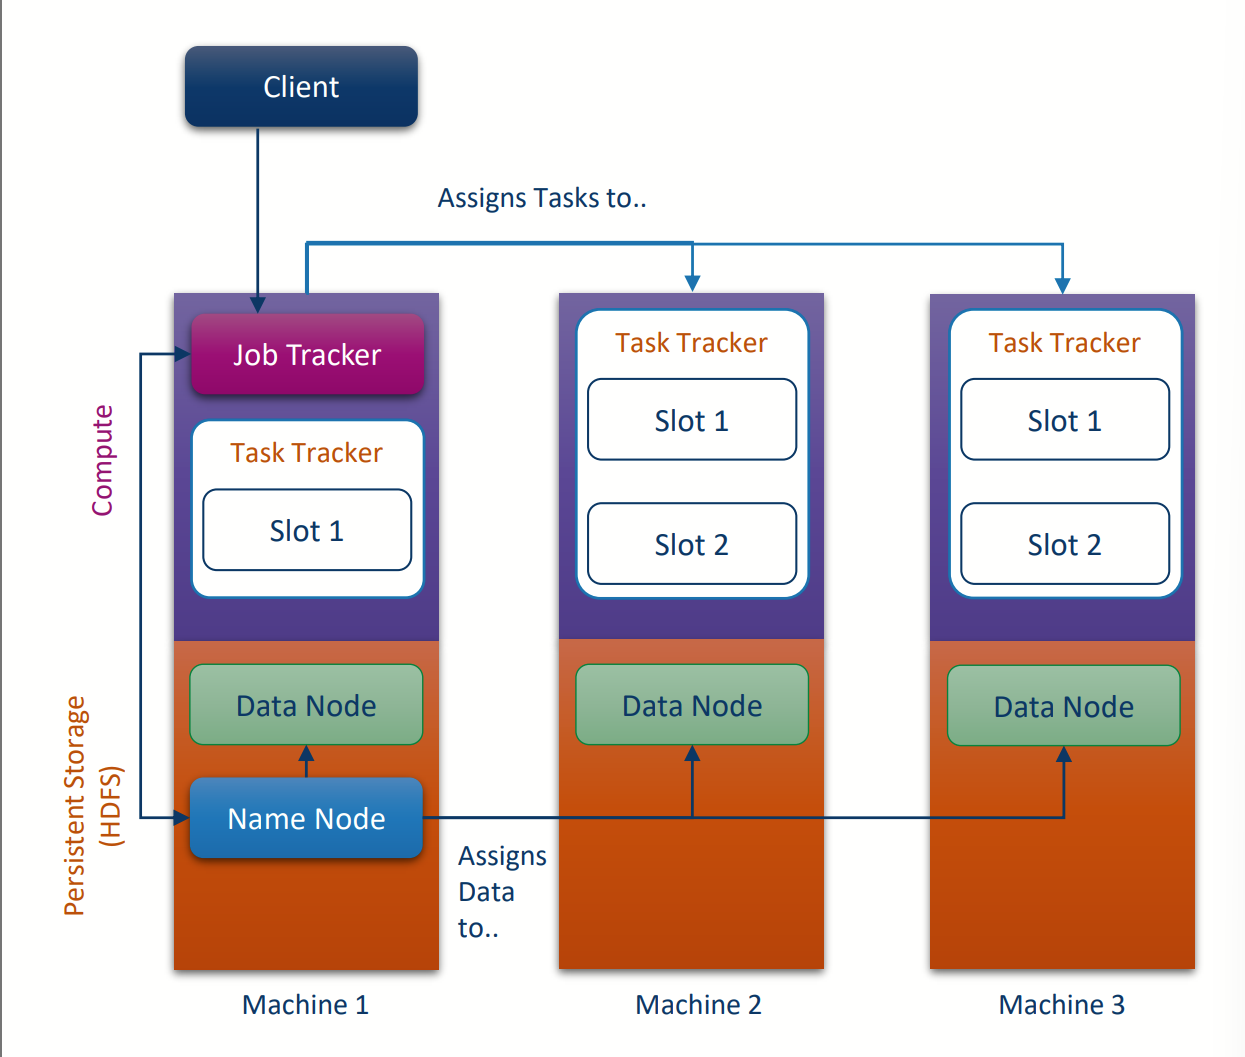 Client
Assigns Tasks to..
Job Tracker
Task Tracker
Slot 1
Task Tracker
Slot 1
Slot 2
Task Tracker
Slot 1
Slot 2
Compute
Data Node
Data Node
Data Node
Name Node
Persistent Storage
(HDFS)
Assigns
Data
to..
Machine 1
Machine 2
Machine 3